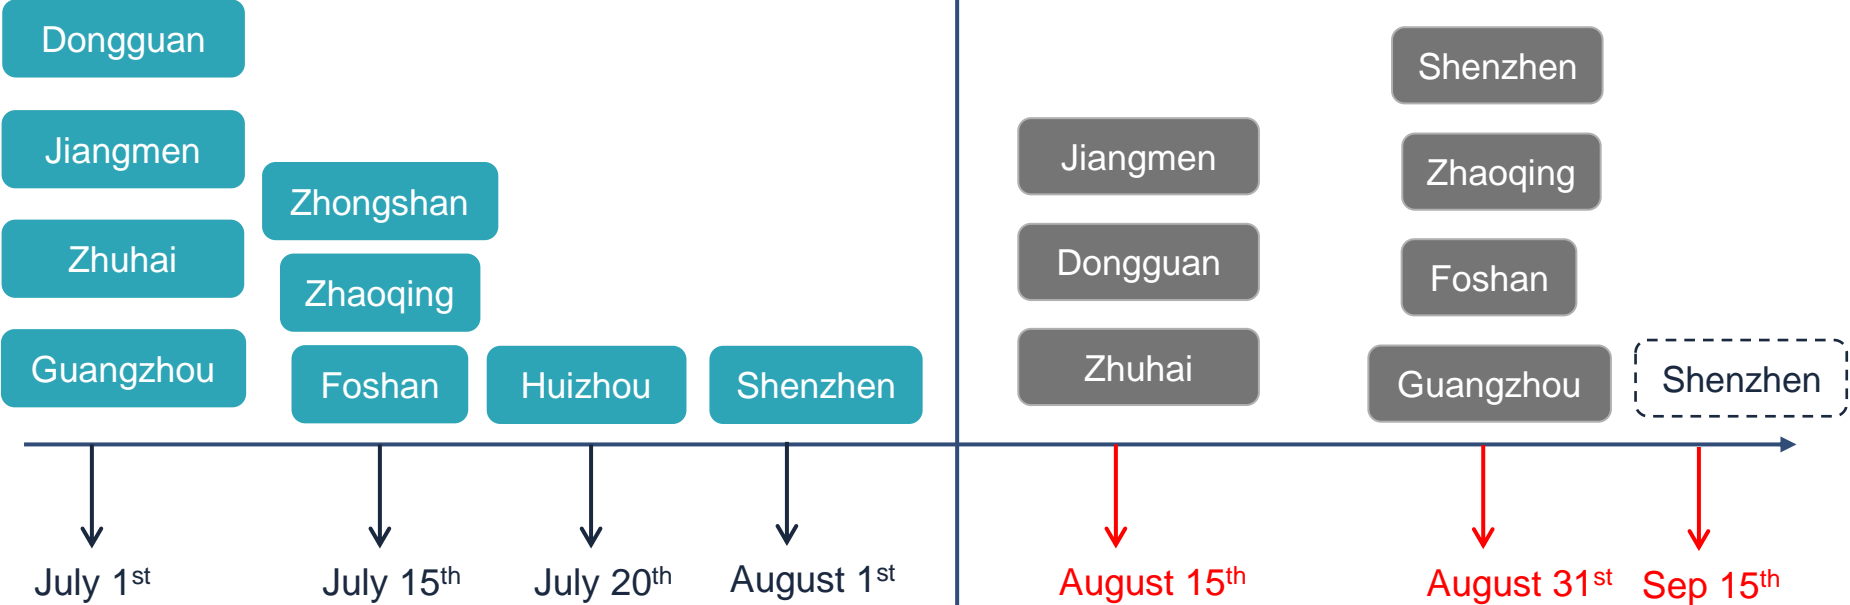 Dongguan
Jiangmen
Zhuhai
Guangzhou
Zhongshan
Zhaoqing
Foshan
Huizhou
Shenzhen
Jiangmen
Dongguan
Zhuhai
Shenzhen
Zhaoqing
Foshan
Guangzhou
Shenzhen
July 1st
July 15th
July 20th
August 1st
August 15th
August 31st
Sep 15th